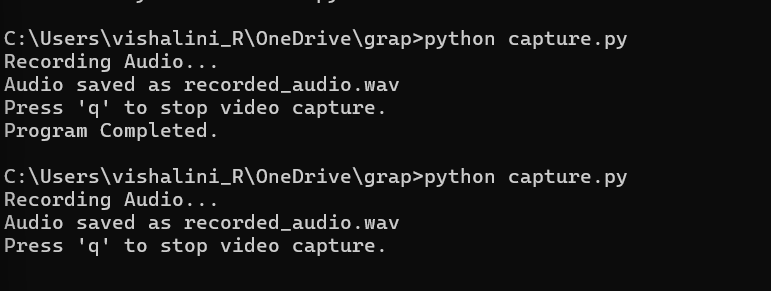 C:\Users\vishalini_R\OneDrive\grap>python capture.py
Recording Audio...
Audio saved as recorded_audio.wav
Press 'q' to stop video capture.
Program Completed.
C:\Users\vishalini_R\OneDrive\grap>python capture.py
Recording Audio...
Audio saved as recorded_audio.wav
Press 'q' to stop video capture.